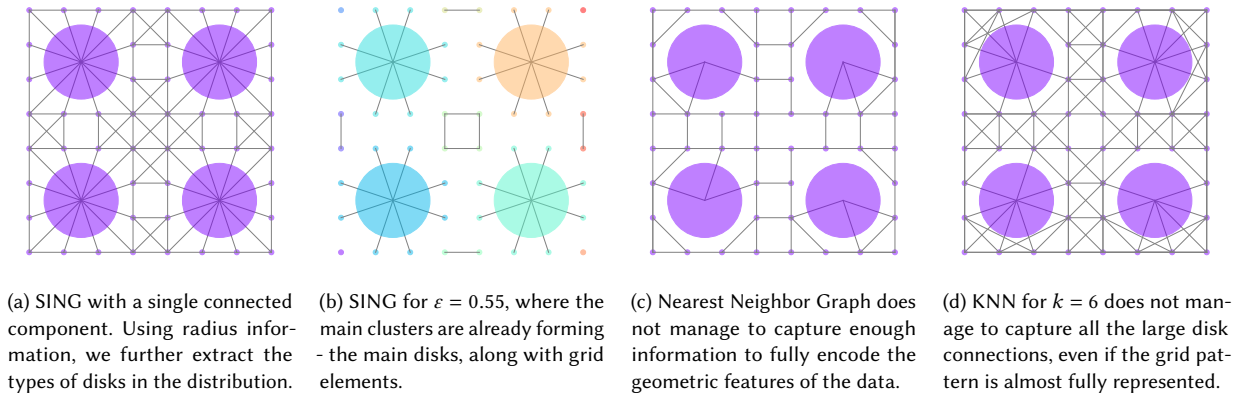 (a) SING with a single connected
component. Using radius infor-
mation, we further extract the
types of disks in the distribution.
(b) SING for ε = 0.55, where the
main clusters are already forming
- the main disks, along with grid
elements.
(c) Nearest Neighbor Graph does
not manage to capture enough
information to fully encode the
geometric features of the data.
(d) KNN for k = 6 does not man-
age to capture all the large disk
connections, even if the grid pat-
tern is almost fully represented.